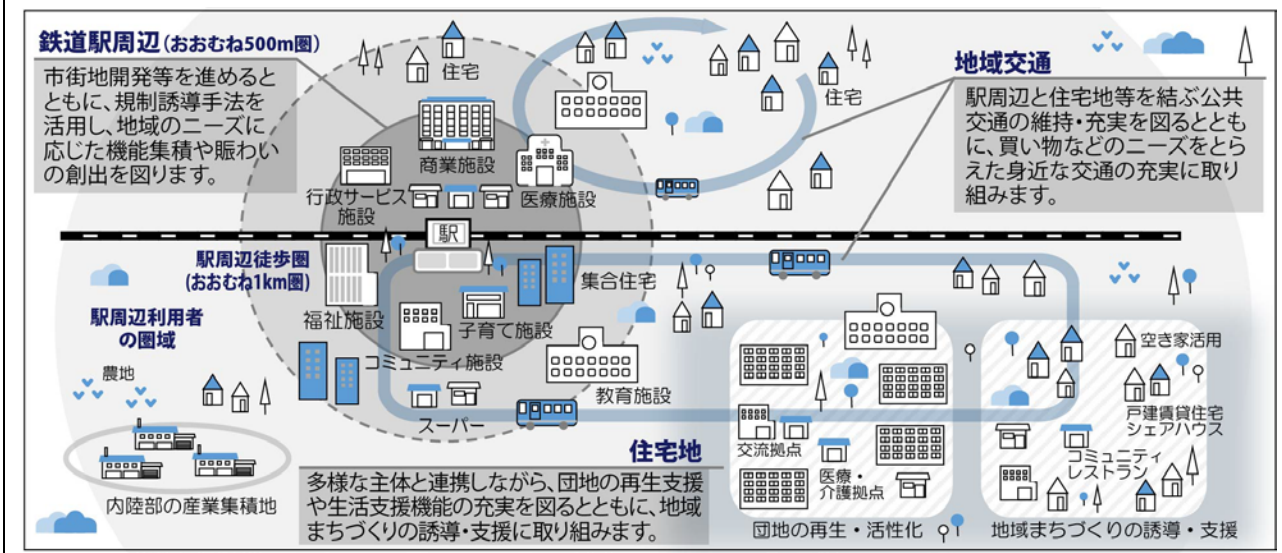 鉄道駅周辺(おおむね500m圏)
市街地開発等を進めると
ともに、規制誘導手法を
活用し、地域のニーズに
応じた機能集積や賑わい
の創出を図ります。
住宅
住宅
地域交通
駅周辺と住宅地等を結ぶ公共
交通の維持・充実を図るととも
に、買い物などのニーズをとら
えた身近な交通の充実に取り
組みます。
商業施設
行政サービス
施設
医療施設
駅
駅周辺徒歩圏
(おおむね1km圏)
集合住宅
福祉施設
子育て施設
コミュニティ施設
駅周辺利用者
の圏域
農地
教育施設
スーパー
空き家活用
戸建賃貸住宅
シェアハウス
コミュニティ
レストラン
交流拠点
医療・
介護拠点
住宅地
多様な主体と連携しながら、団地の再生支援
や生活支援機能の充実を図るとともに、地域
まちづくりの誘導・支援に取り組みます。
内陸部の産業集積地
団地の再生・活性化
地域まちづくりの誘導・支援